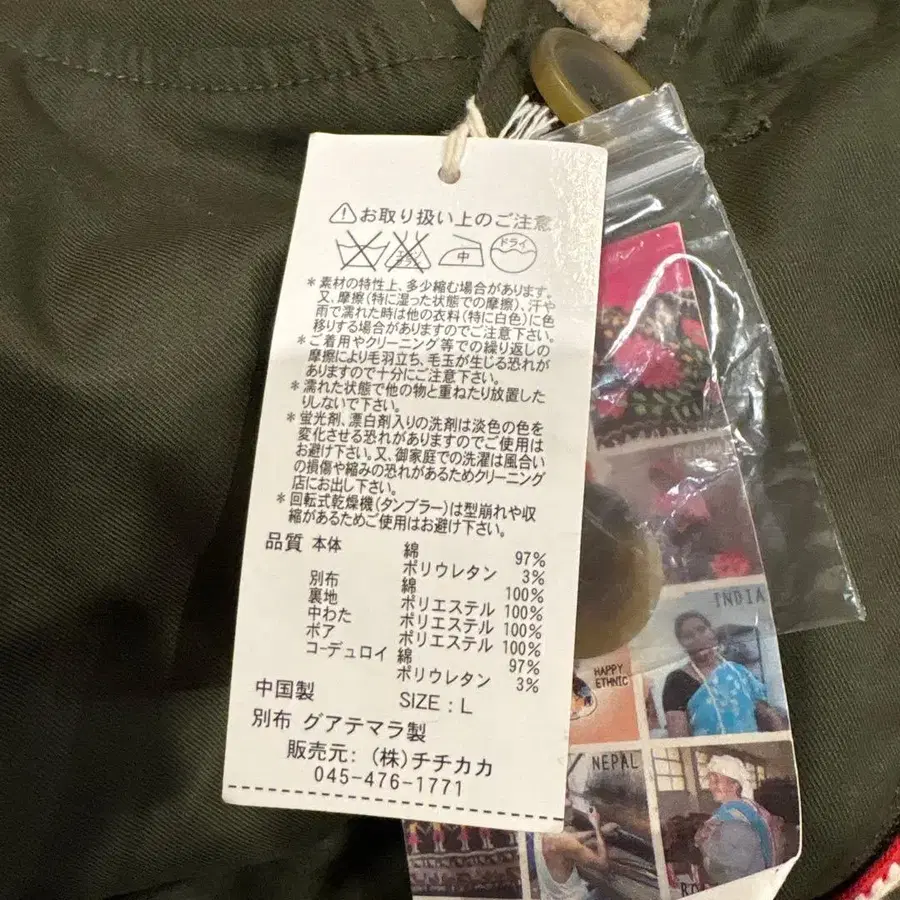 お取り扱い上のご注意
中
ドライ
＊素材の特性上、多少縮む場合があります。
又、摩擦(特に湿った状態での摩擦)、汗や
雨で濡れた時は他の衣料(特に白色)に色
移りする場合がありますのでご注意下さい。
＊ご着用やクリーニング等での繰り返しの
摩擦により毛羽立ち、毛玉が生じる恐れが
ありますので十分にご注意下さい。
＊濡れた状態で他の物と重ねたり放置した
りしないで下さい。
＊蛍光剤、漂白剤入りの洗剤は淡色の色を
変化させる恐れがありますのでご使用は
お避け下さい。又、御家庭での洗濯は風合い
の損傷や縮みの恐れがあるためクリーニング
店にお出し下さい。
＊回転式乾燥機(タンブラー)は型崩れや収
縮があるためご使用はお避け下さい。
品質 本体 綿 97%
ポリウレタン 3%
別布 綿 100%
裏地 ポリエステル 100%
中わた ポリエステル 100%
ボア ポリエステル 100%
コーデュロイ 綿 97%
ポリウレタン 3%
中国製 SIZE : L
別布 グアテマラ製
販売元: (株)チチカカ
045-476-1771
INDIA
HAPPY
ETHNIC
NEPAL